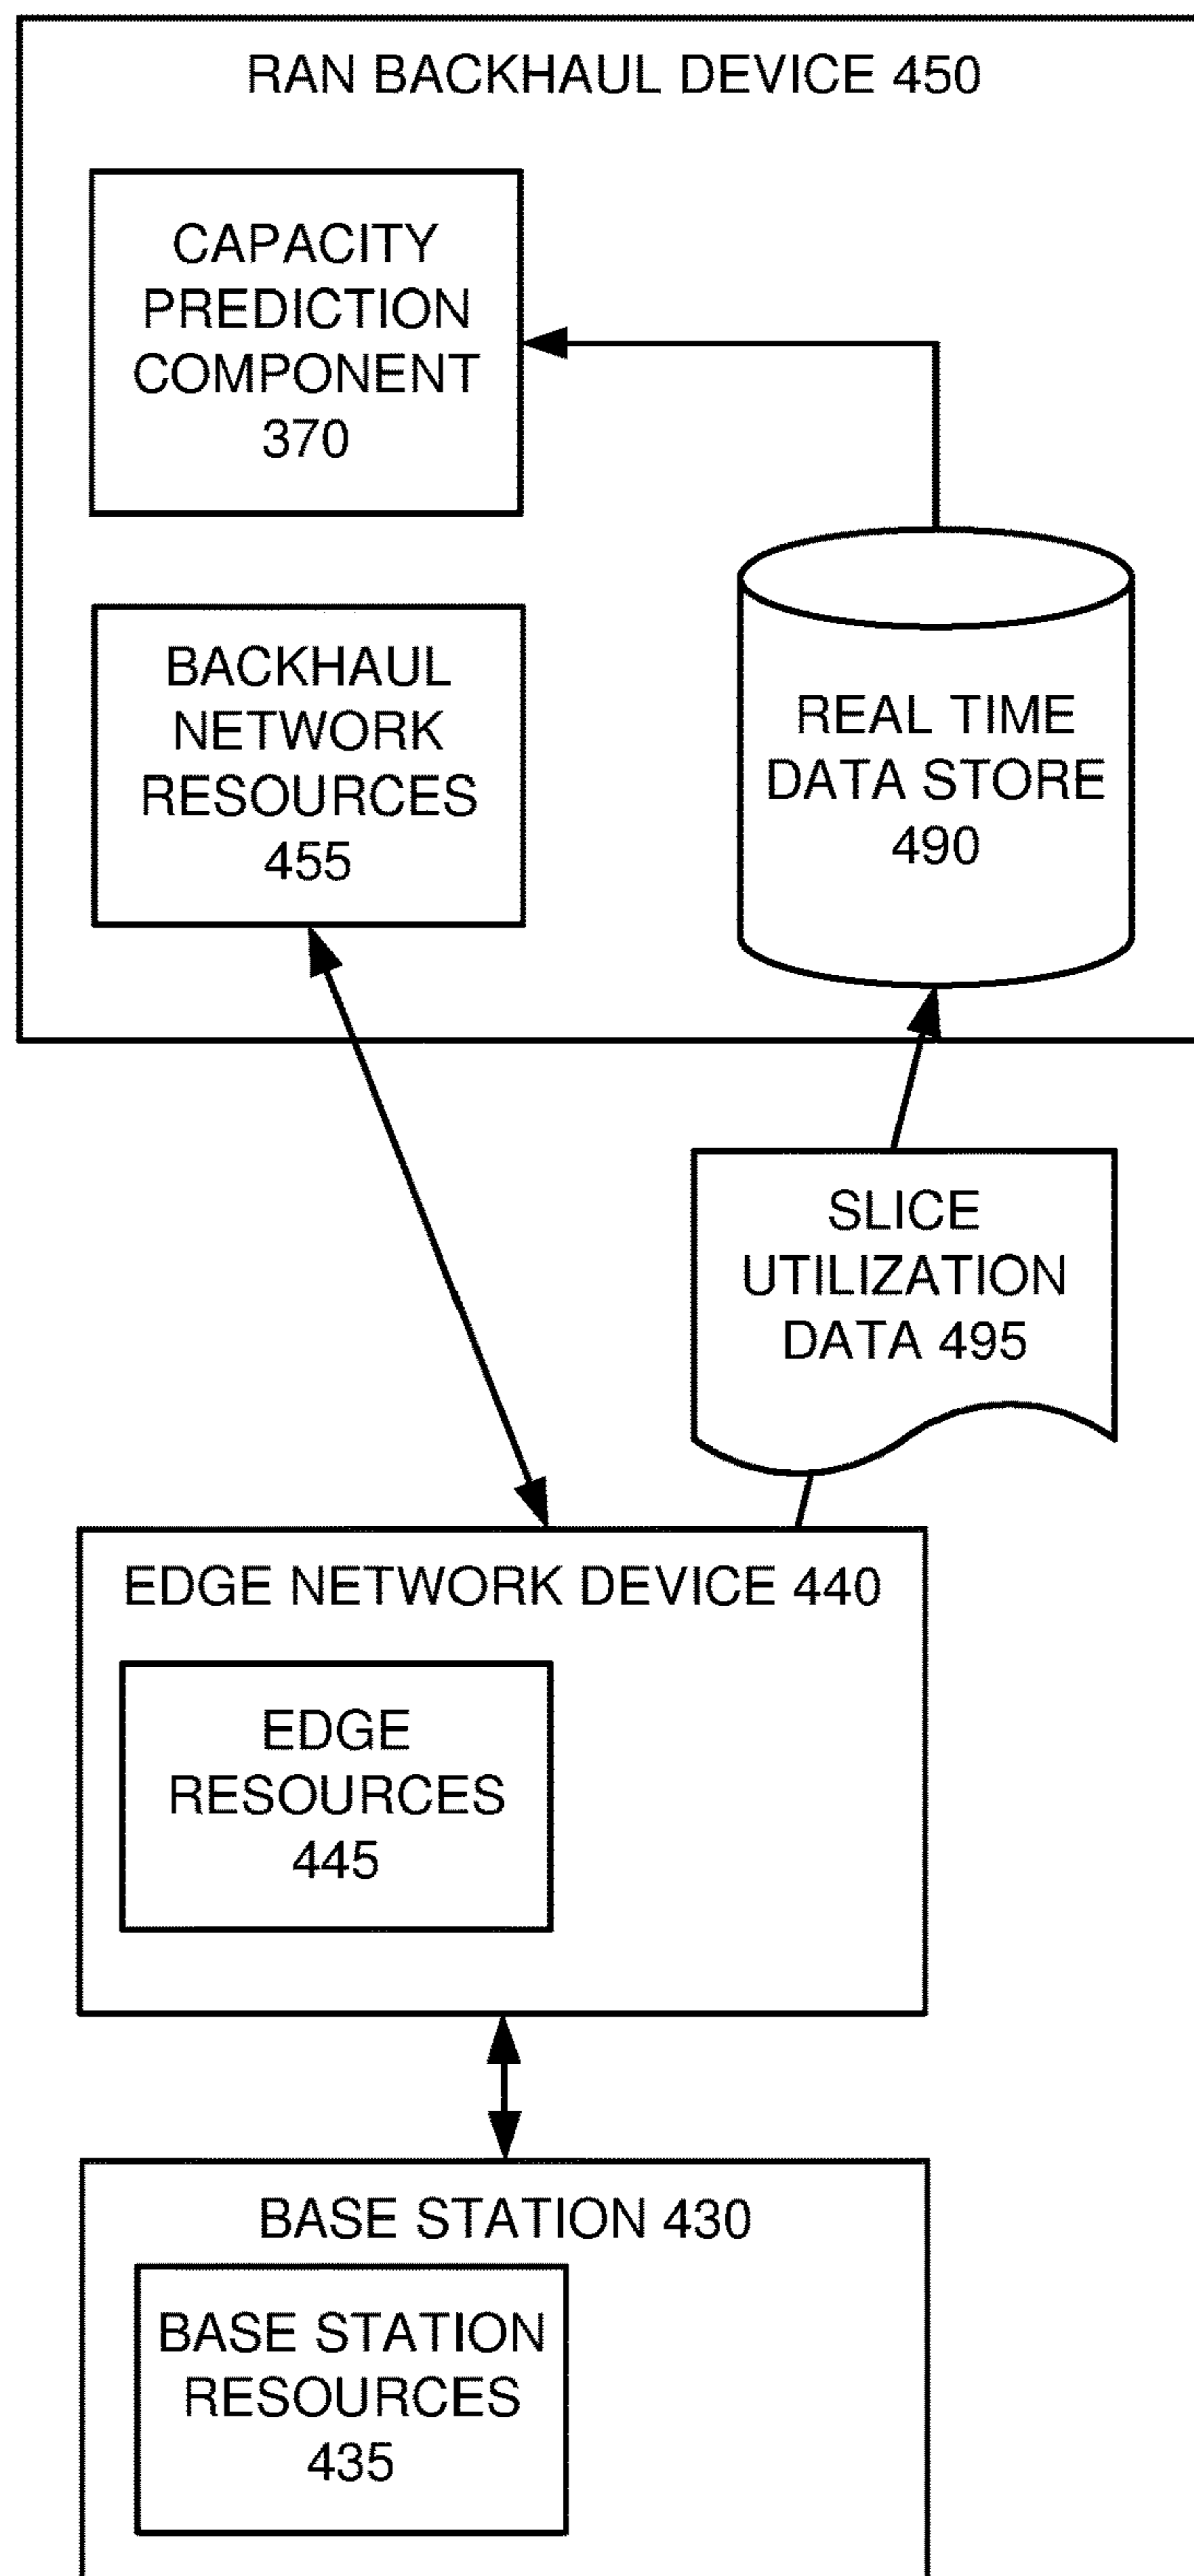 RAN BACKHAUL DEVICE 450
CAPACITY
PREDICTION
COMPONENT
370
BACKHAUL
NETWORK
RESOURCES
455
REAL TIME
DATA STORE
490
SLICE
UTILIZATION
DATA 495
EDGE NETWORK DEVICE 440
EDGE
RESOURCES
445
BASE STATION 430
BASE STATION
RESOURCES
435